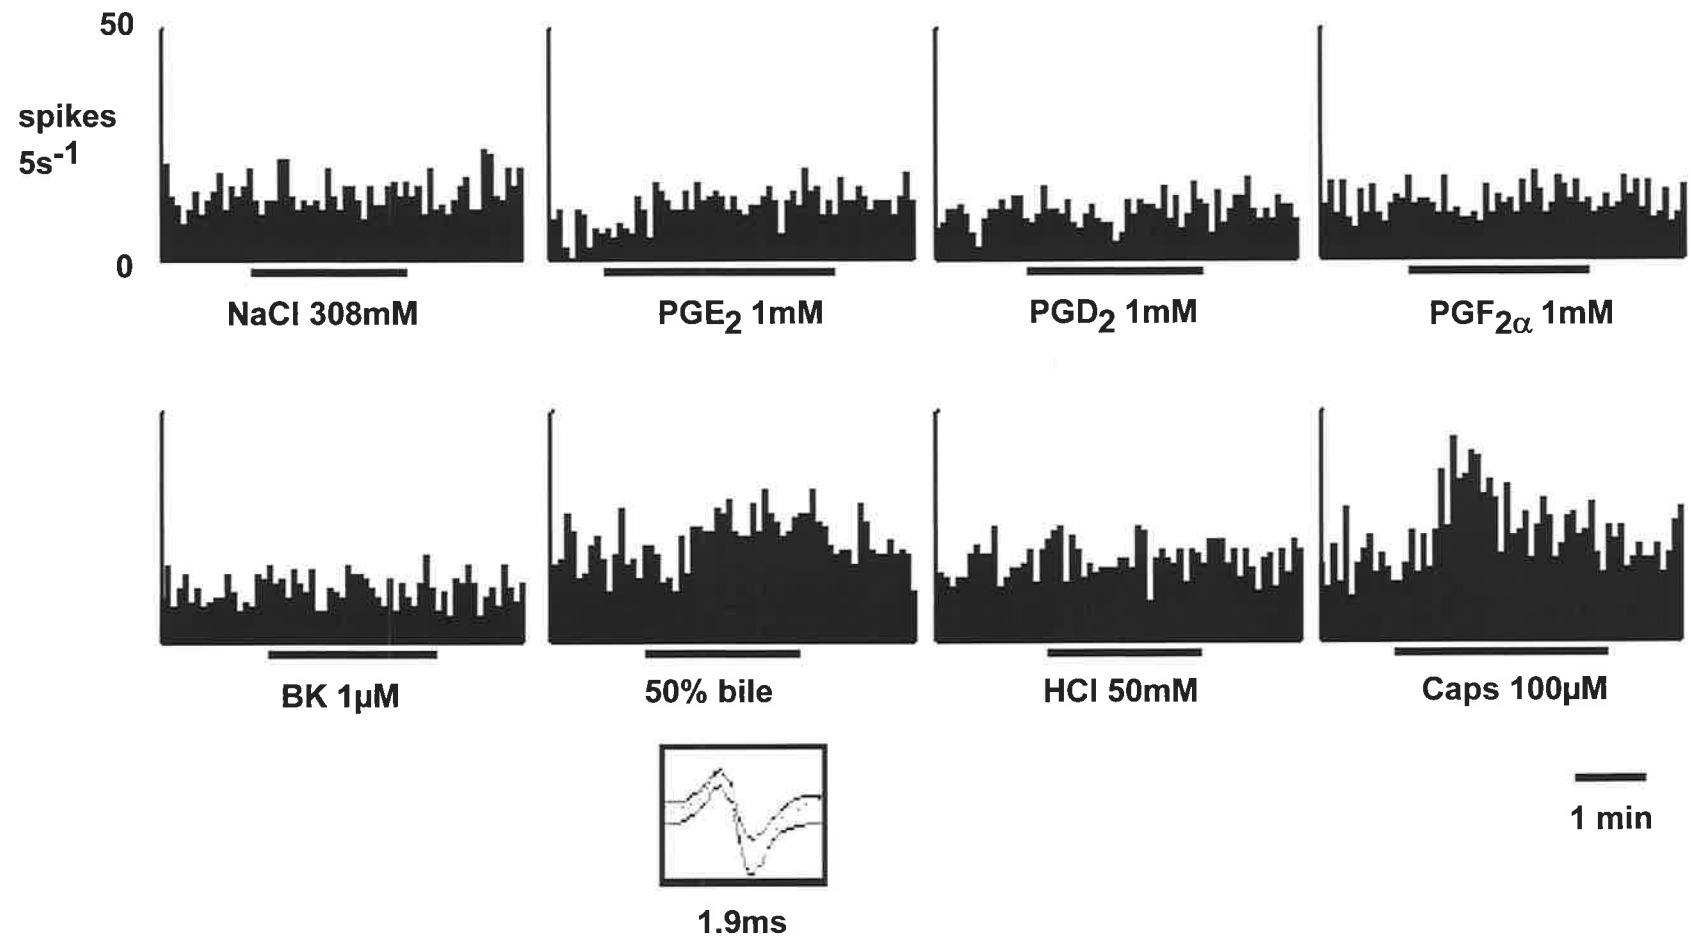 50
spikes
5s-1
0
NaCl 308mM
PGE2 1mM
PGD2 1mM
PGF2α 1mM
BK 1µM
50% bile
HCl 50mM
Caps 100µM
1 min
1.9ms